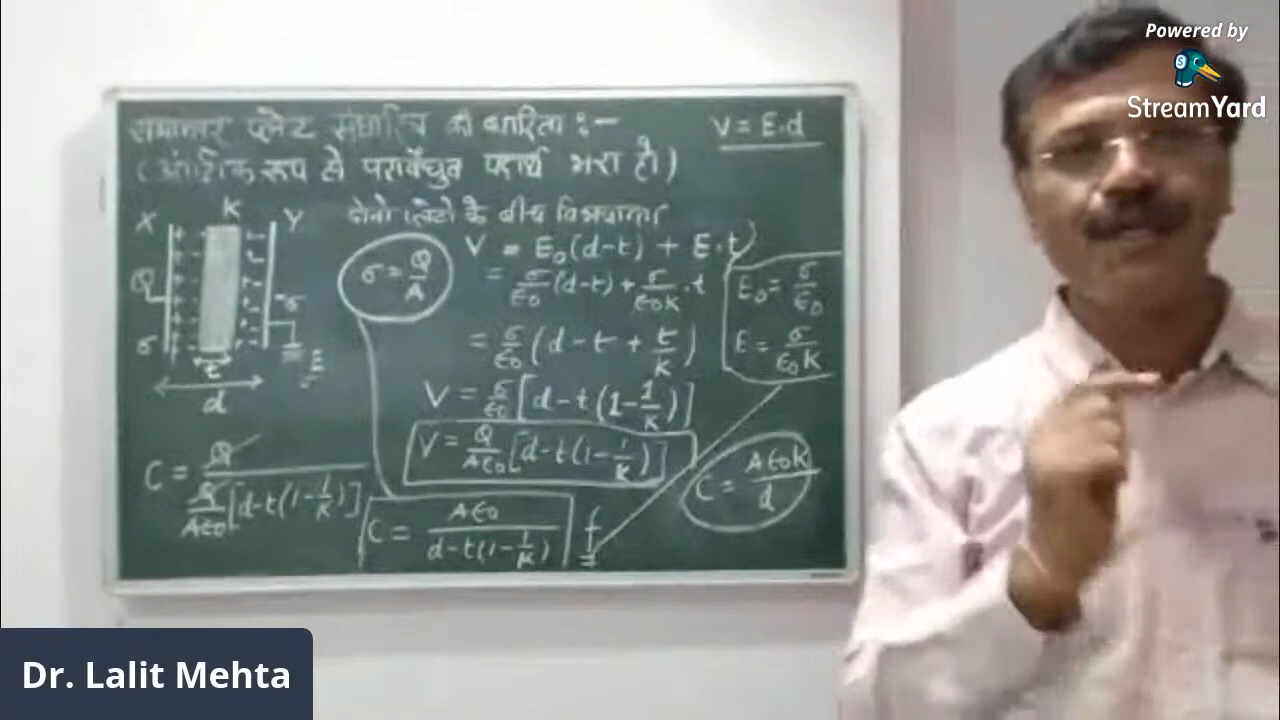 Powered by
StreamYard
समान्तर प्लेट संधारित्र की धारिता :-
V = E.d
(आंशिक रूप से परावैधुत पदार्थ भरा हो)
दोनो प्लेटो के बीच विभवान्तर
X K Y
V = E₀(d-t) + E.t
σ = Q/A
= σ/ε₀ (d-t) + σ/ε₀K .t
E₀ = σ/ε₀
Q
-σ
σ
= σ/ε₀ (d - t + t/K)
E = σ/ε₀K
t
E
d
V = σ/ε₀ [d - t(1 - 1/K)]
V = Q/Aε₀ [d - t(1 - 1/K)]
C = Q / Q/Aε₀ [d - t(1 - 1/K)]
C = Aε₀K/d
C = Aε₀ / d - t(1 - 1/K)
f
Dr. Lalit Mehta